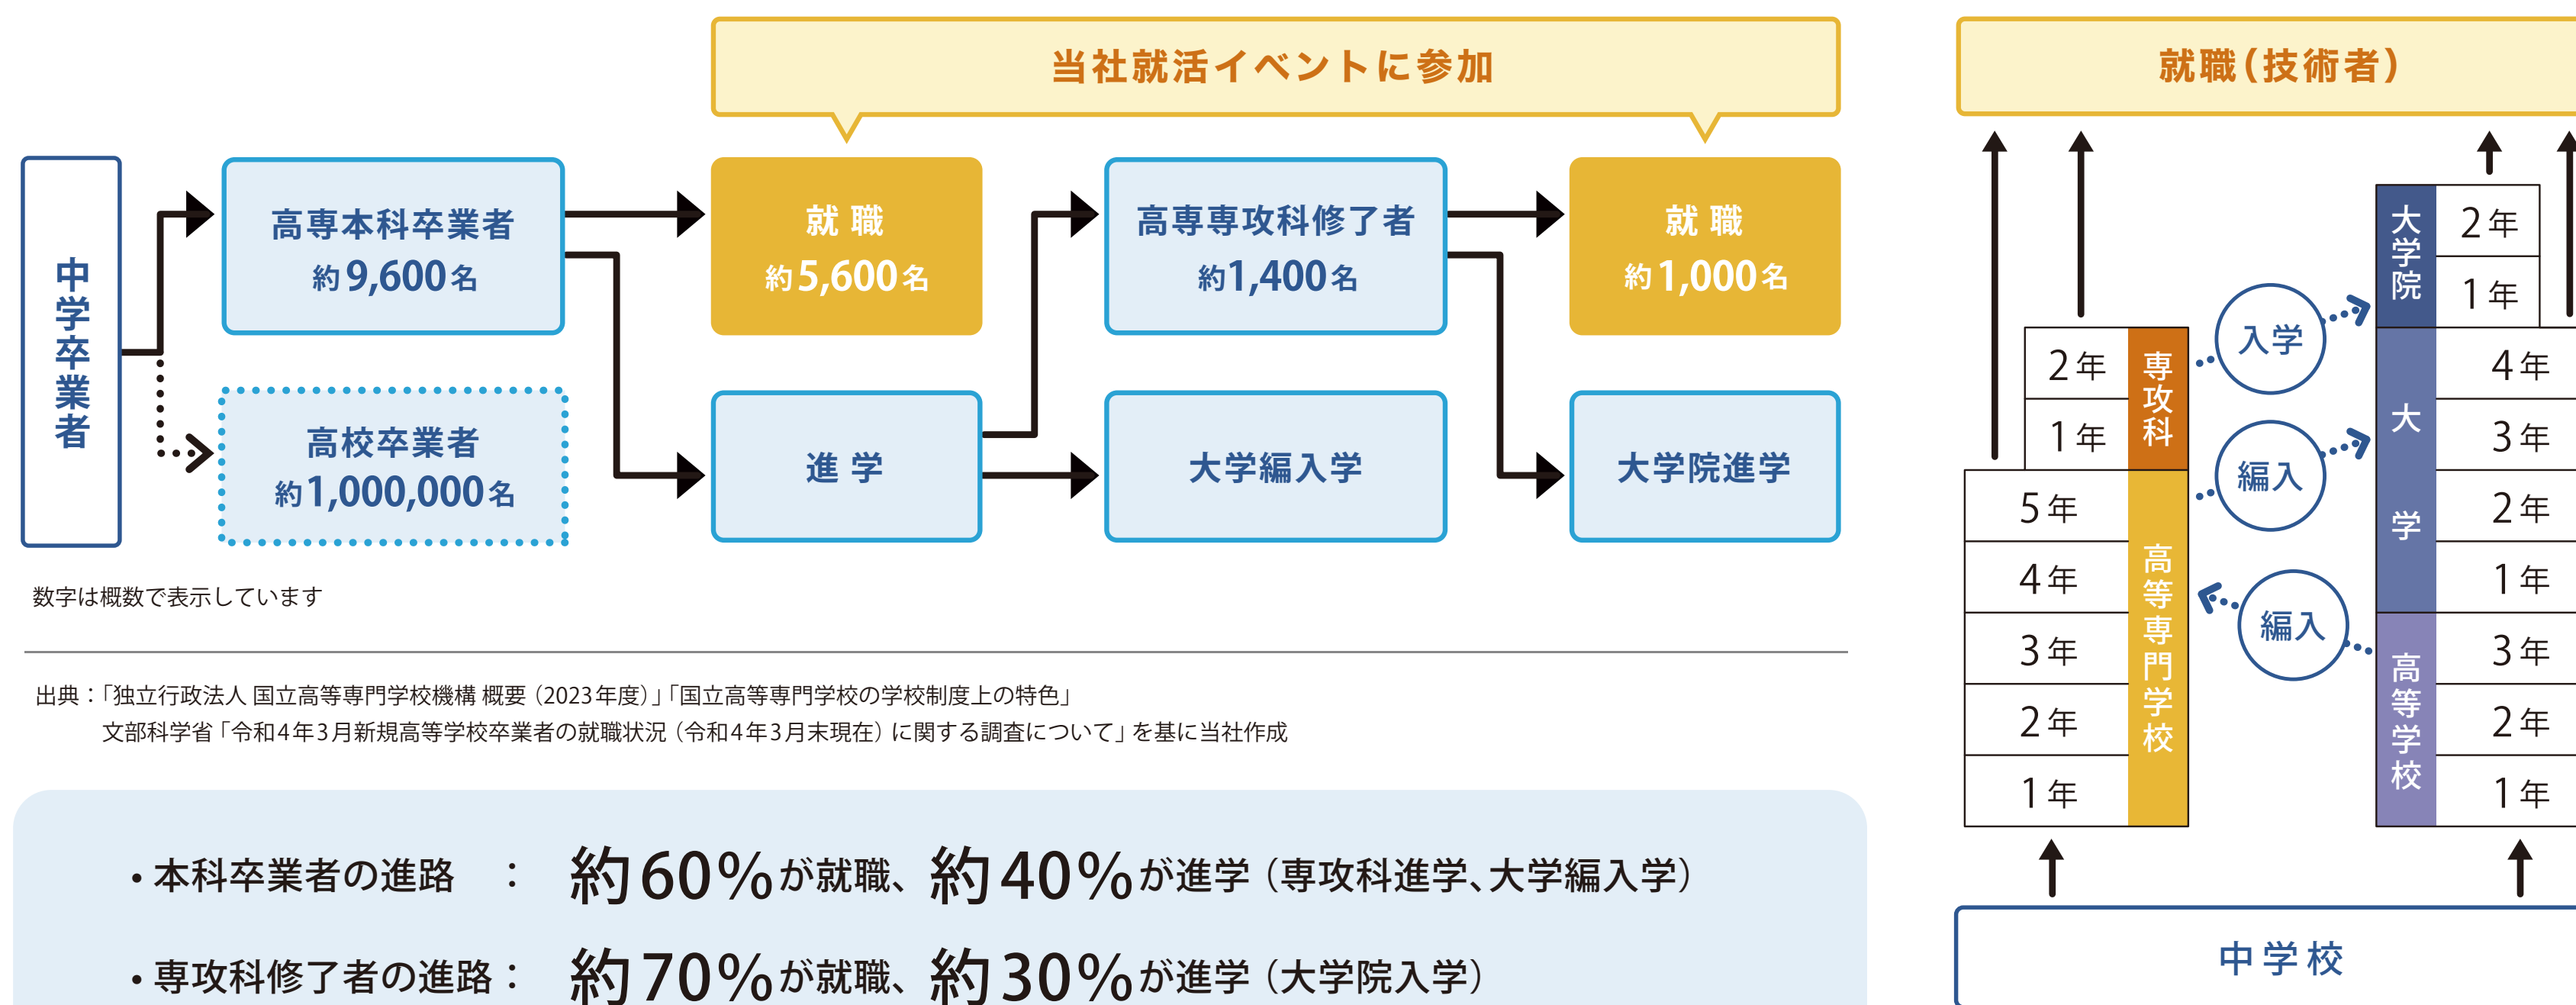 当社就活イベントに参加
中学卒業者
高専本科卒業者
約9,600名
就 職
約5,600名
高専専攻科修了者
約1,400名
就 職
約1,000名
高校卒業者
約1,000,000名
進 学
大学編入学
大学院進学
数字は概数で表示しています
出典：「独立行政法人 国立高等専門学校機構 概要（2023年度）」「国立高等専門学校の学校制度上の特色」
文部科学省「令和4年3月新規高等学校卒業者の就職状況（令和4年3月末現在）に関する調査について」を基に当社作成
・本科卒業者の進路　：　約60％が就職、約40％が進学（専攻科進学、大学編入学）
・専攻科修了者の進路：　約70％が就職、約30％が進学（大学院入学）
就職（技術者）
2年
1年
専攻科
5年
4年
3年
2年
1年
高等専門学校
入学
編入
編入
大学院
2年
1年
大学
4年
3年
2年
1年
高等学校
3年
2年
1年
中学校